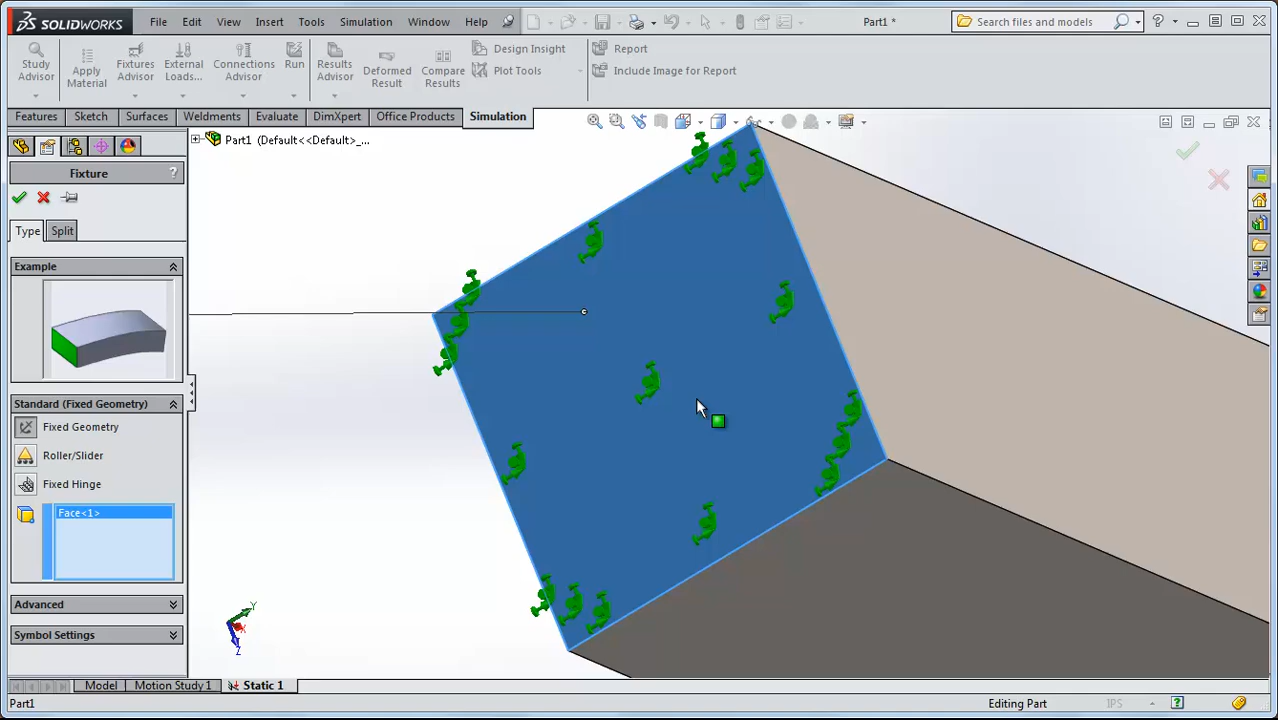 SOLIDWORKS
File Edit View Insert Tools Simulation Window Help
Part1 *
Search files and models
Study Advisor
Apply Material
Fixtures Advisor
External Loads...
Connections Advisor
Run
Results Advisor
Deformed Result
Compare Results
Design Insight
Plot Tools
Report
Include Image for Report
Features Sketch Surfaces Weldments Evaluate DimXpert Office Products Simulation
Part1 (Default<<Default>_...
Fixture ?
Type Split
Example
Standard (Fixed Geometry)
Fixed Geometry
Roller/Slider
Fixed Hinge
Face<1>
Advanced
Symbol Settings
Y
X
Z
Model Motion Study 1 Static 1
Part1 Editing Part IPS ?